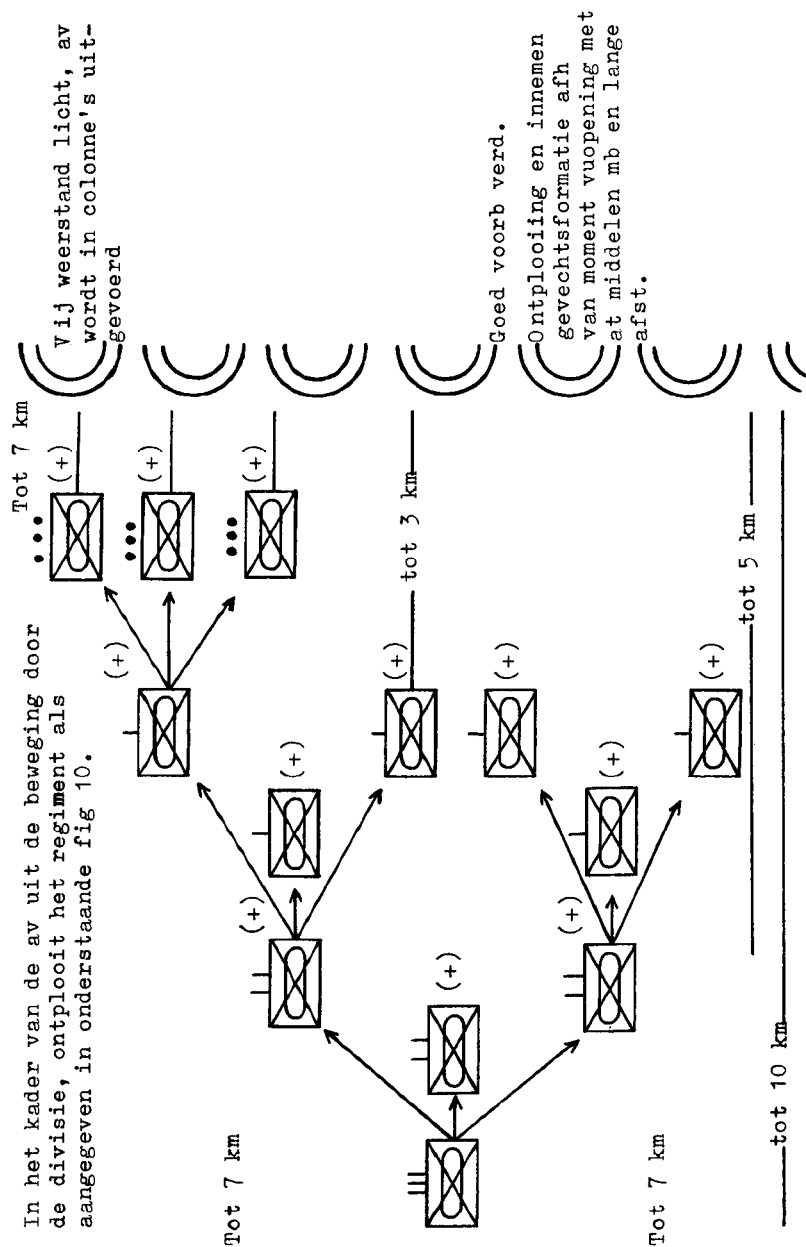 In het kader van de av uit de beweging door
de divisie, ontplooit het regiment als
aangegeven in onderstaande fig 10.
Tot 7 km
Vij weerstand licht, av
wordt in colonne's uit-
gevoerd
(+)
(+)
(+)
(+)
Tot 7 km
(+)
(+)
(+)
tot 3 km
(+)
(+)
Goed voorb verd.
Ontplooiing en innemen
gevechtsformatie afh
van moment vuopening met
at middelen mb en lange
afst.
(+)
(+)
(+)
Tot 7 km
tot 5 km
tot 10 km